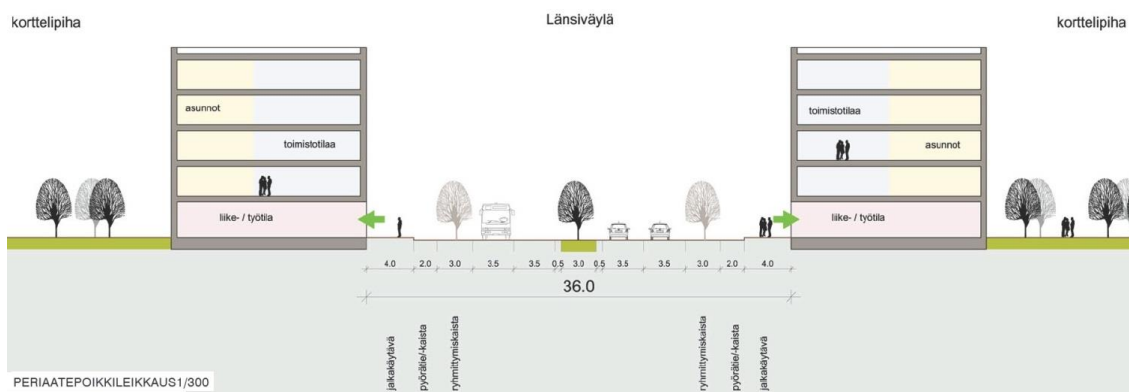 korttelipiha
Länsiväylä
korttelipiha
asunnot
toimistotilaa
liike- / työtila
toimistotilaa
asunnot
liike- / työtila
4.0 2.0 3.0 3.5 3.5 0.5 3.0 0.5 3.5 3.5 3.0 2.0 4.0
36.0
jalkakäytävä
pyörätie/-kaista
ryhmittymiskaista
ryhmittymiskaista
pyörätie/-kaista
jalkakäytävä
PERIAATEPOIKKILEIKKAUS1/300